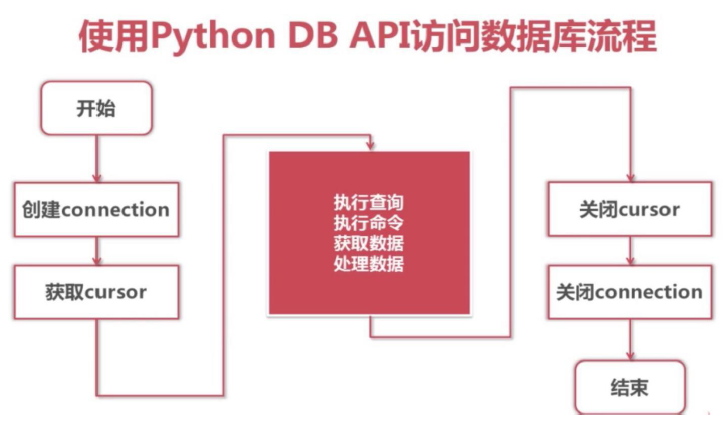 使用Python DB API访问数据库流程
开始
创建connection
获取cursor
执行查询
执行命令
获取数据
处理数据
关闭cursor
关闭connection
结束